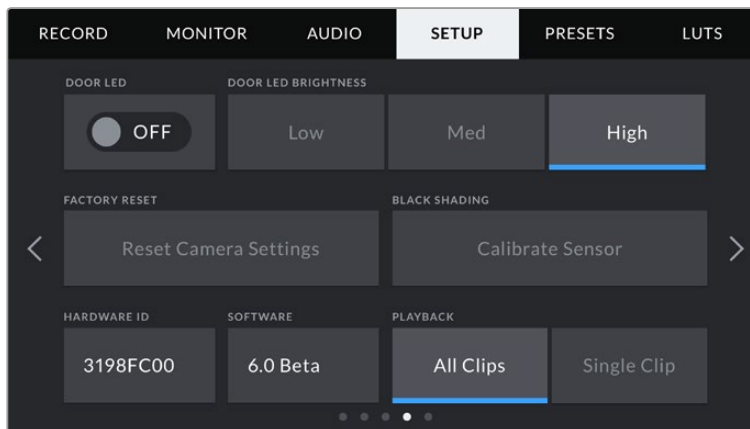 RECORD MONITOR AUDIO SETUP PRESETS LUTS
DOOR LED DOOR LED BRIGHTNESS
OFF Low Med High
FACTORY RESET BLACK SHADING
Reset Camera Settings Calibrate Sensor
HARDWARE ID SOFTWARE PLAYBACK
3198FC00 6.0 Beta All Clips Single Clip